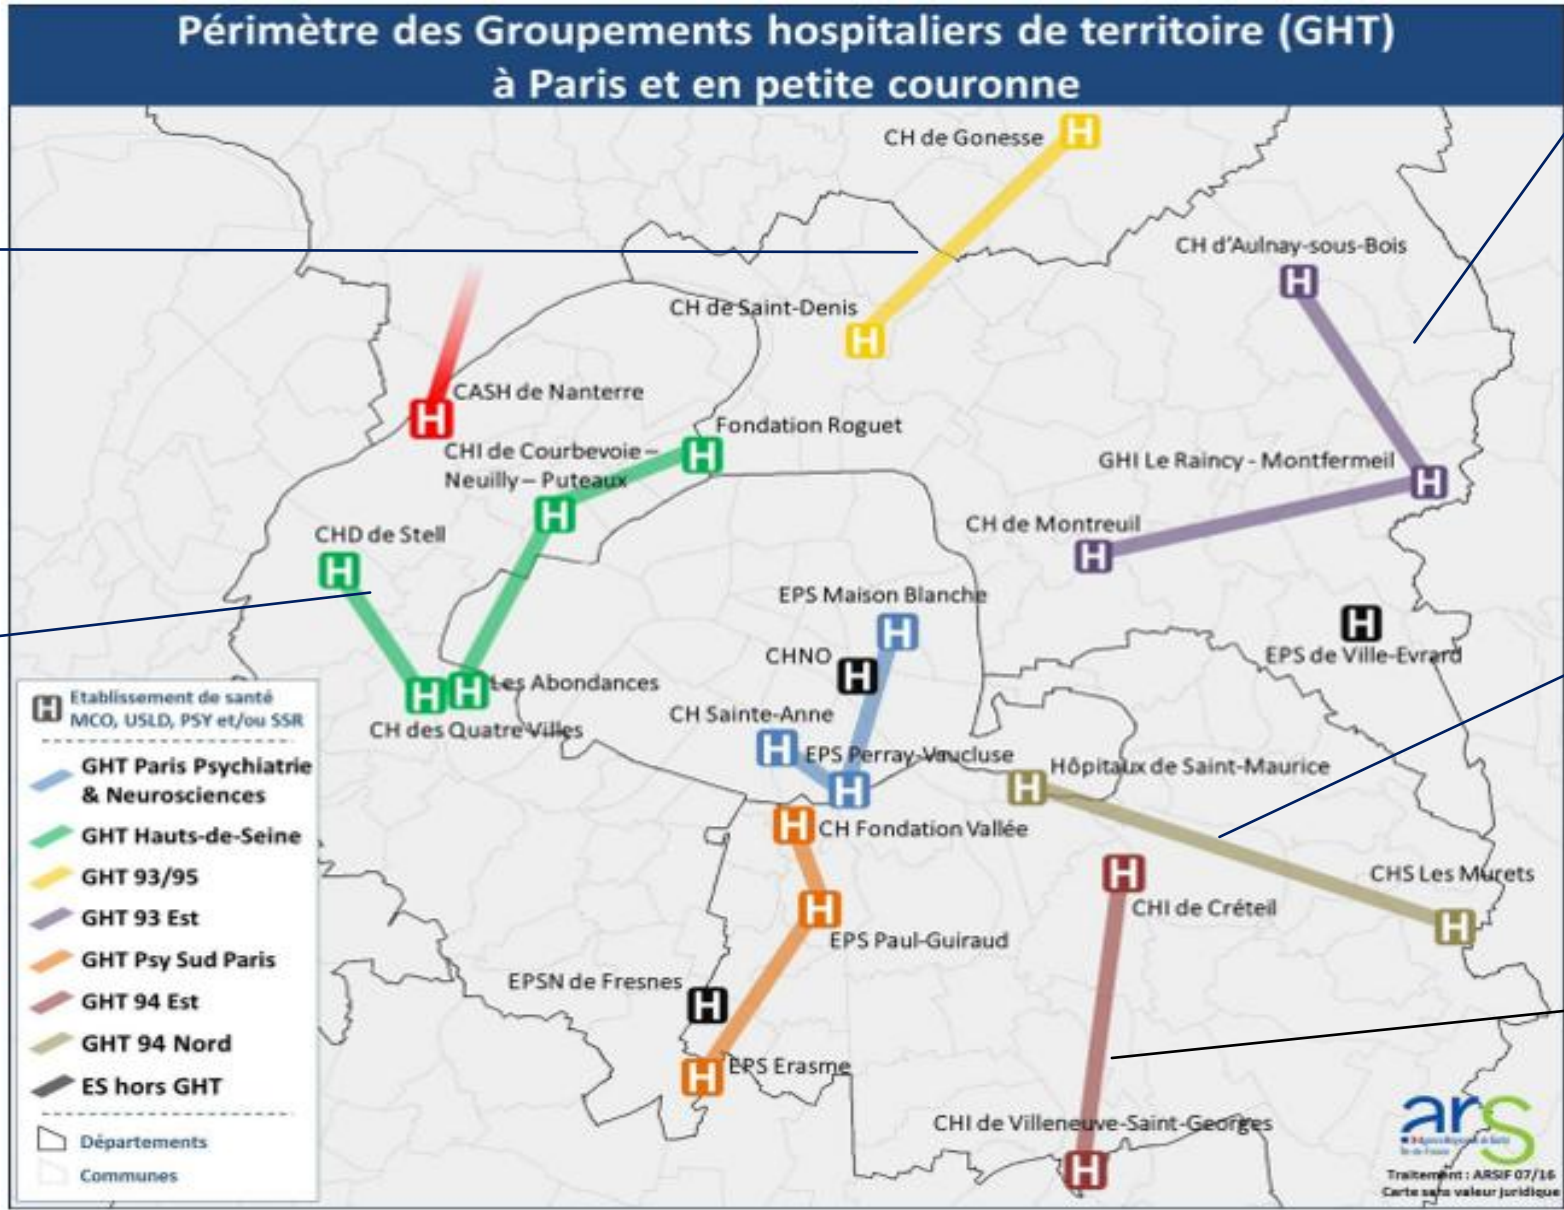 Périmètre des Groupements hospitaliers de territoire (GHT)
à Paris et en petite couronne
CH de Gonesse
CH d'Aulnay-sous-Bois
CH de Saint-Denis
CASH de Nanterre
Fondation Roguet
CHI de Courbevoie –
Neuilly – Puteaux
GHI Le Raincy - Montfermeil
CH de Montreuil
CHD de Stell
EPS Maison Blanche
CHNO
EPS de Ville-Evrard
Les Abondances
CH des Quatre Villes
CH Sainte-Anne
EPS Perray-Vaucluse
Hôpitaux de Saint-Maurice
CH Fondation Vallée
CHS Les Murets
CHI de Créteil
EPS Paul-Guiraud
EPSN de Fresnes
EPS Erasme
CHI de Villeneuve-Saint-Georges
H Etablissement de santé
MCO, USLD, PSY et/ou SSR
GHT Paris Psychiatrie
& Neurosciences
GHT Hauts-de-Seine
GHT 93/95
GHT 93 Est
GHT Psy Sud Paris
GHT 94 Est
GHT 94 Nord
ES hors GHT
Départements
Communes
ars
Agence Régionale de Santé
Ile-de-France
Traitement : ARSIF 07/16
Carte sans valeur juridique